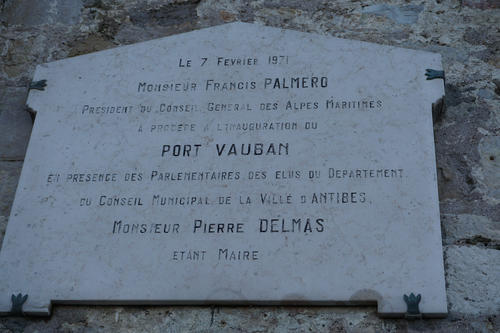 Le 7 Fevrier 1971
Monsieur Francis PALMERO
President du Conseil General des Alpes Maritimes
a procede a l'inauguration du
PORT VAUBAN
en presence des Parlementaires, des elus du Departement,
du Conseil Municipal de la Ville d'ANTIBES,
Monsieur Pierre DELMAS
etant Maire